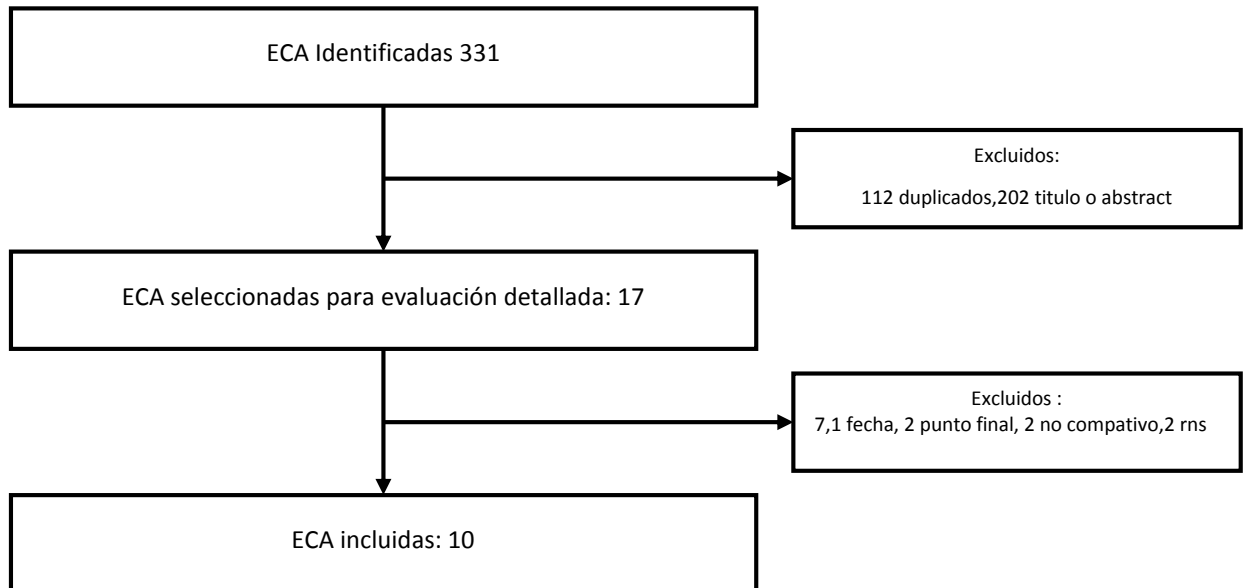 ECA Identificadas 331
Excluidos:
112 duplicados,202 titulo o abstract
ECA seleccionadas para evaluación detallada: 17
Excluidos :
7,1 fecha, 2 punto final, 2 no compativo,2 rns
ECA incluidas: 10